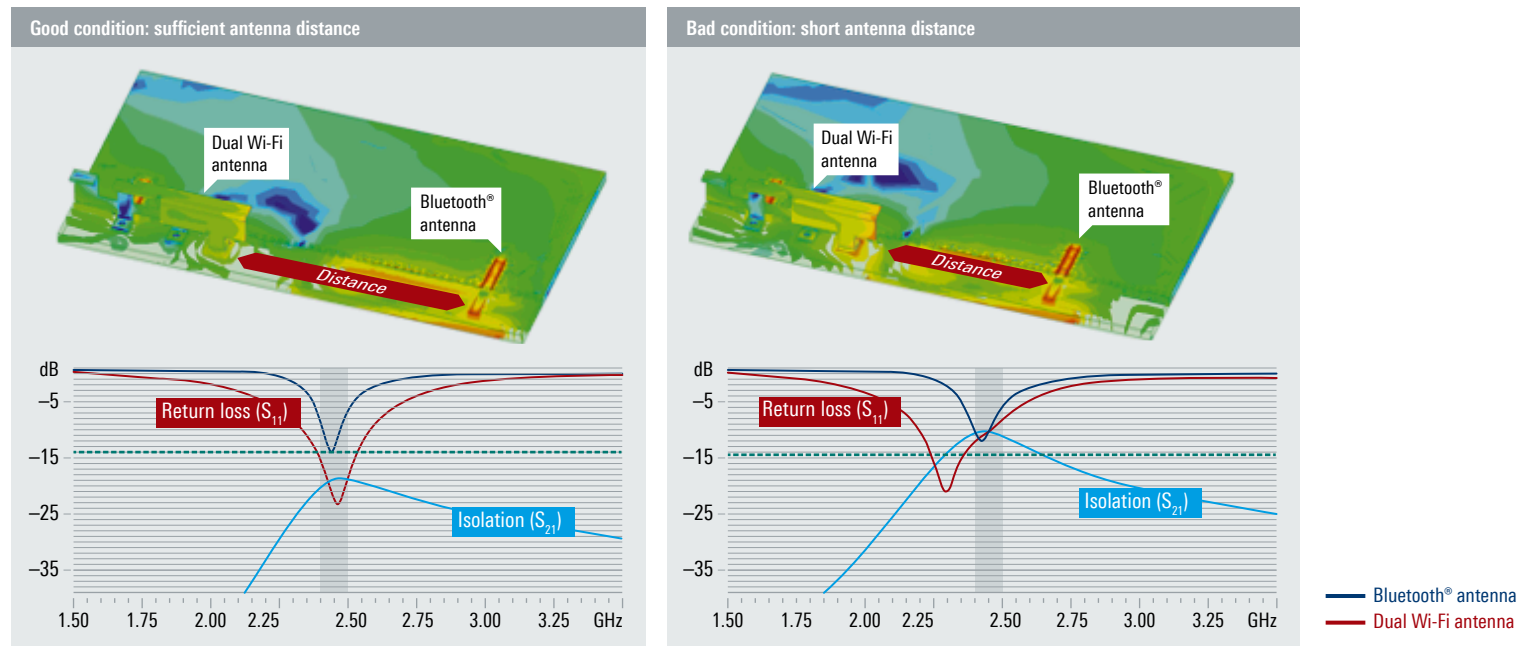 Good condition: sufficient antenna distance
Dual Wi-Fi
antenna
Bluetooth®
antenna
Distance
dB
–5
–15
–25
–35
Return loss (S11)
Isolation (S21)
1.50 1.75 2.00 2.25 2.50 2.75 3.00 3.25 GHz
Bad condition: short antenna distance
Dual Wi-Fi
antenna
Bluetooth®
antenna
Distance
dB
–5
–15
–25
–35
Return loss (S11)
Isolation (S21)
1.50 1.75 2.00 2.25 2.50 2.75 3.00 3.25 GHz
Bluetooth® antenna
Dual Wi-Fi antenna